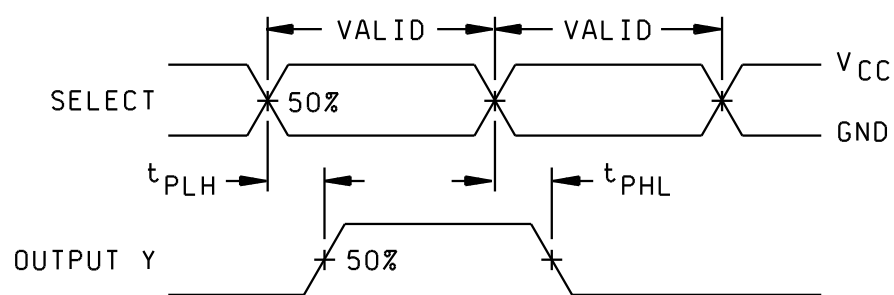 VALID VALID
V CC
SELECT 50%
GND
t PLH t PHL
OUTPUT Y 50%